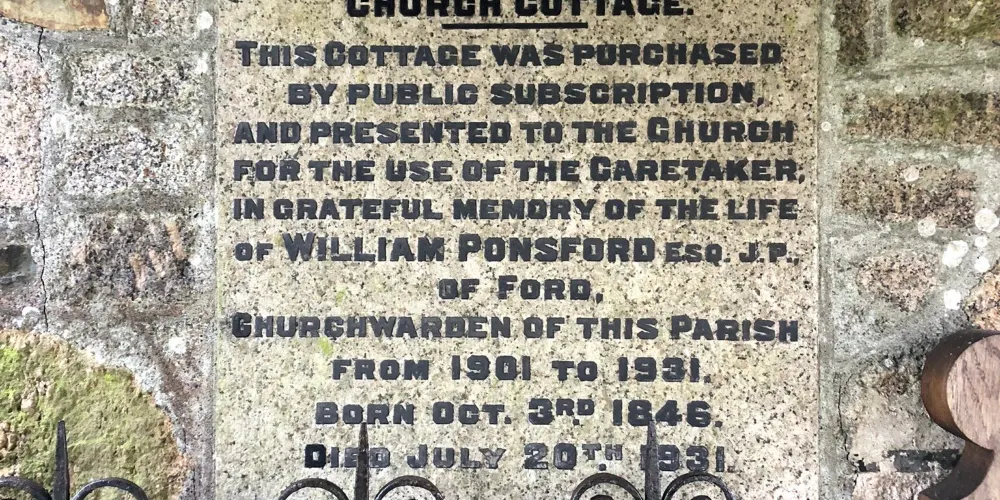 CHURCH COTTAGE.
THIS COTTAGE WAS PURCHASED
BY PUBLIC SUBSCRIPTION,
AND PRESENTED TO THE CHURCH
FOR THE USE OF THE CARETAKER,
IN GRATEFUL MEMORY OF THE LIFE
OF WILLIAM PONSFORD ESQ. J.P.,
OF FORD,
CHURCHWARDEN OF THIS PARISH
FROM 1901 TO 1931.
BORN OCT. 3RD 1846.
DIED JULY 20TH 1931.